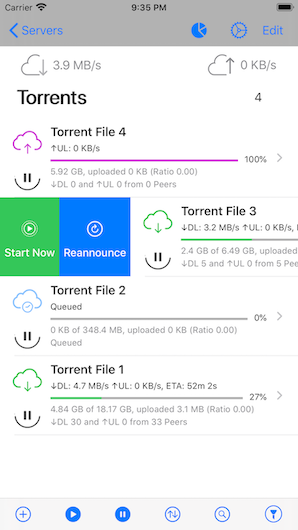 Carrier 9:35 PM
Servers Edit
3.9 MB/s 0 KB/s
Torrents 4
Torrent File 4
↑UL: 0 KB/s
100%
5.92 GB, uploaded 0 KB (Ratio 0.00)
↓DL 0 and ↑UL 0 from 0 Peers
Start Now
Reannounce
Torrent File 3
↓DL: 3.2 MB/s ↑UL: 0 KB/s,
2.4 GB of 6.49 GB, uploaded
↓DL 5 and ↑UL 0 from 5 Pee
Torrent File 2
Queued
0%
0 KB of 348.4 MB, uploaded 0 KB (Ratio 0.00)
Queued
Torrent File 1
↓DL: 4.7 MB/s ↑UL: 0 KB/s, ETA: 52m 2s
27%
4.84 GB of 18.17 GB, uploaded 3.1 MB (Ratio 0.00)
↓DL 30 and ↑UL 0 from 33 Peers